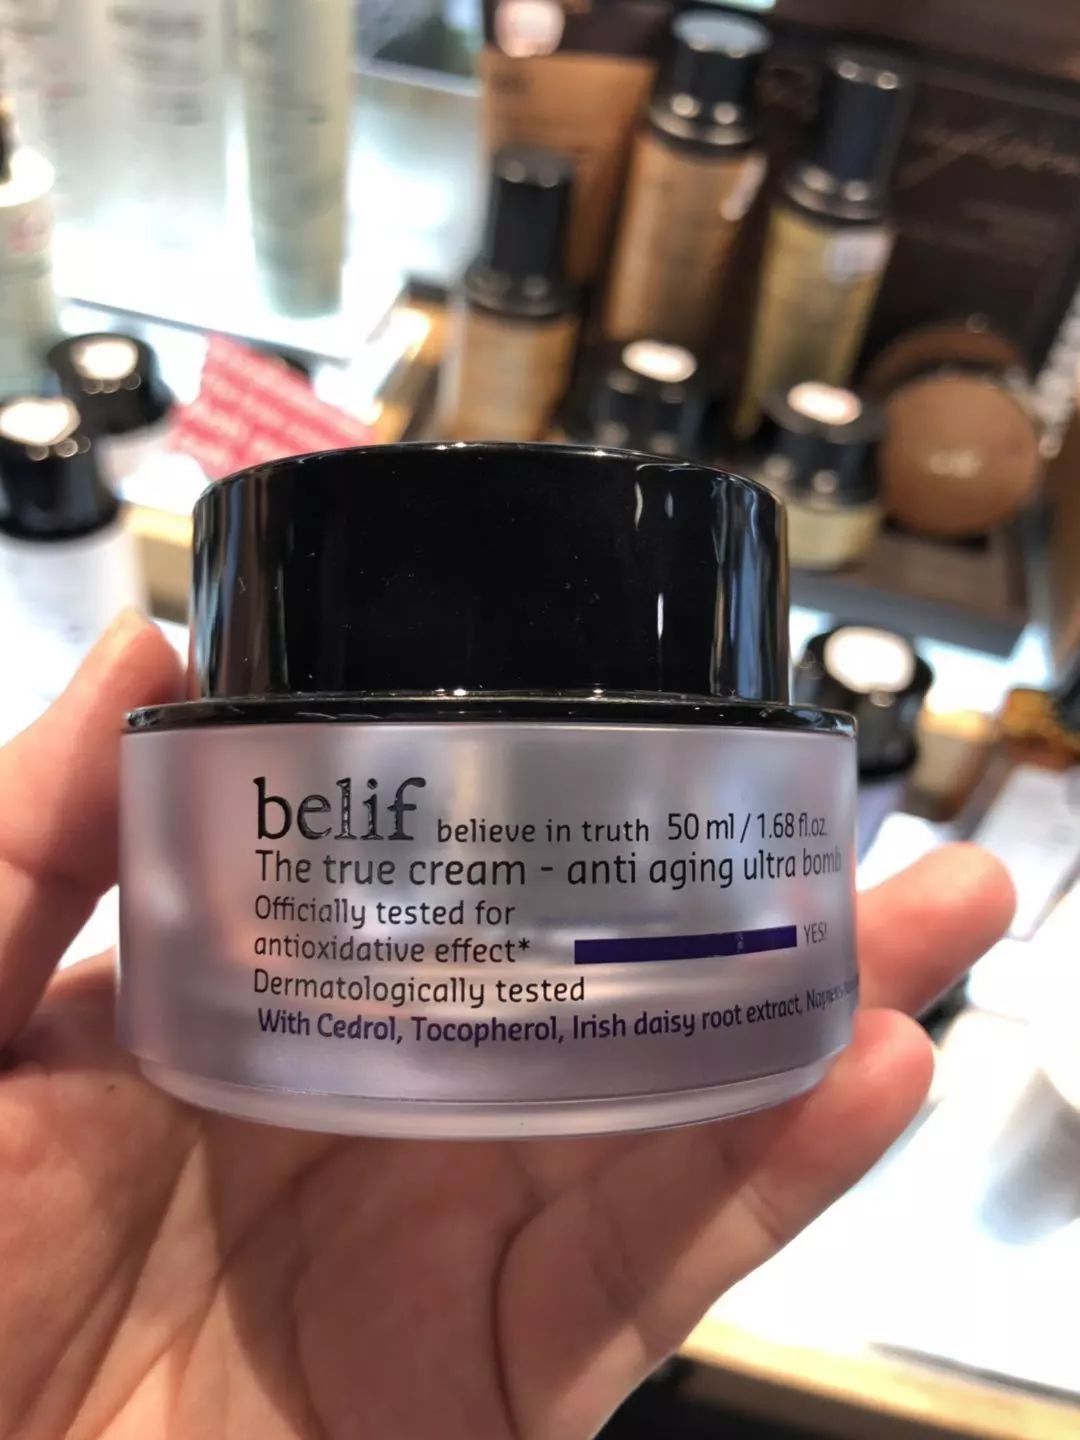 belif believe in truth 50 ml / 1.68 fl.oz.
The true cream - anti aging ultra bomb
Officially tested for
antioxidative effect* YES!
Dermatologically tested
With Cedrol, Tocopherol, Irish daisy root extract,